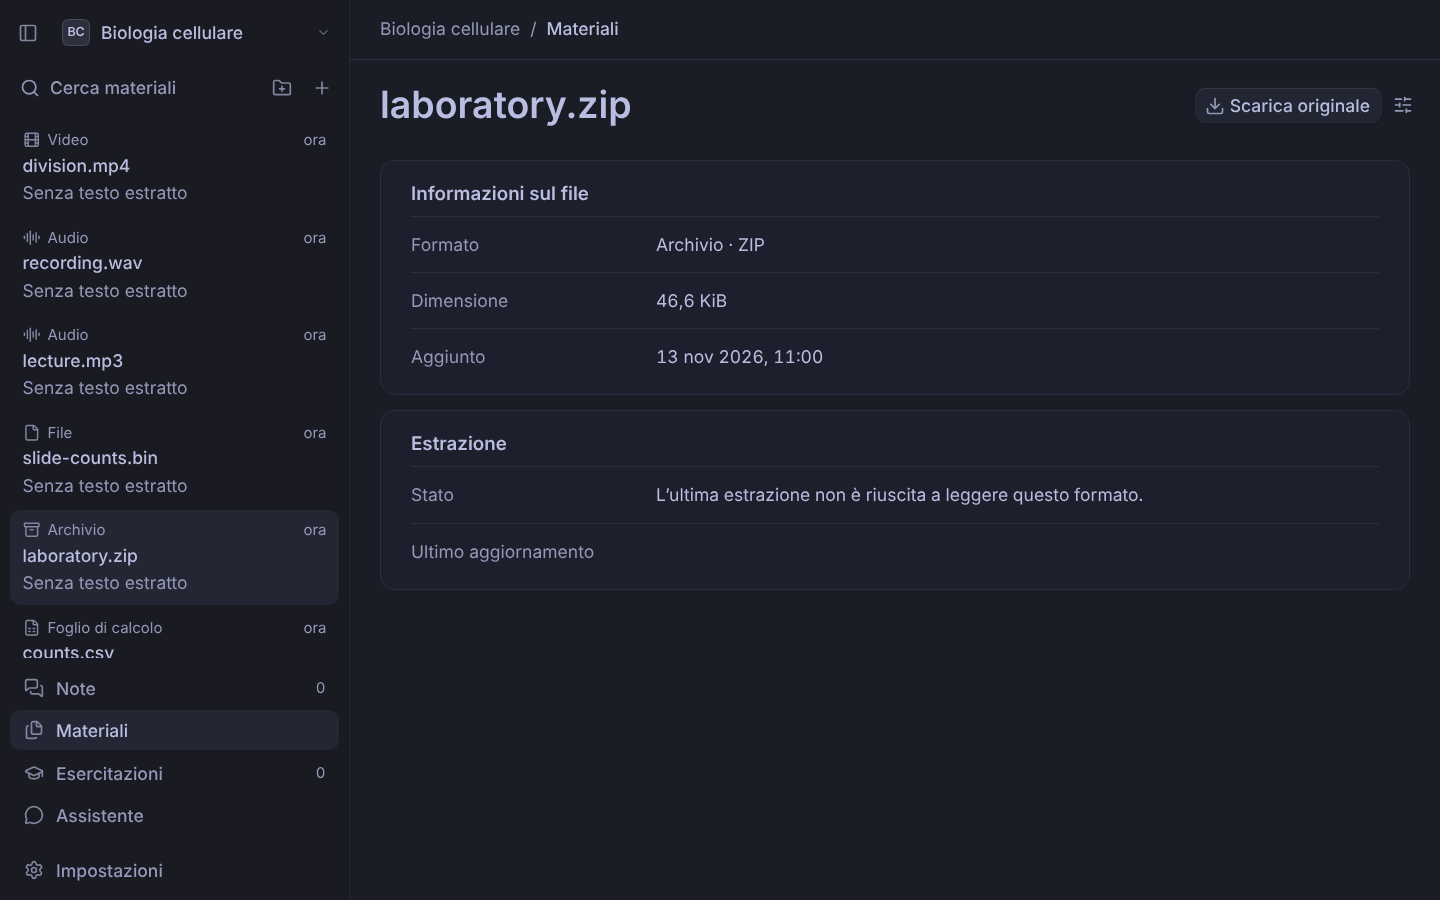 BC Biologia cellulare
Cerca materiali
Video ora
division.mp4
Senza testo estratto
Audio ora
recording.wav
Senza testo estratto
Audio ora
lecture.mp3
Senza testo estratto
File ora
slide-counts.bin
Senza testo estratto
Archivio ora
laboratory.zip
Senza testo estratto
Foglio di calcolo ora
counts.csv
Note 0
Materiali
Esercitazioni 0
Assistente
Impostazioni
Biologia cellulare / Materiali
laboratory.zip
Scarica originale
Informazioni sul file
Formato Archivio · ZIP
Dimensione 46,6 KiB
Aggiunto 13 nov 2026, 11:00
Estrazione
Stato L’ultima estrazione non è riuscita a leggere questo formato.
Ultimo aggiornamento